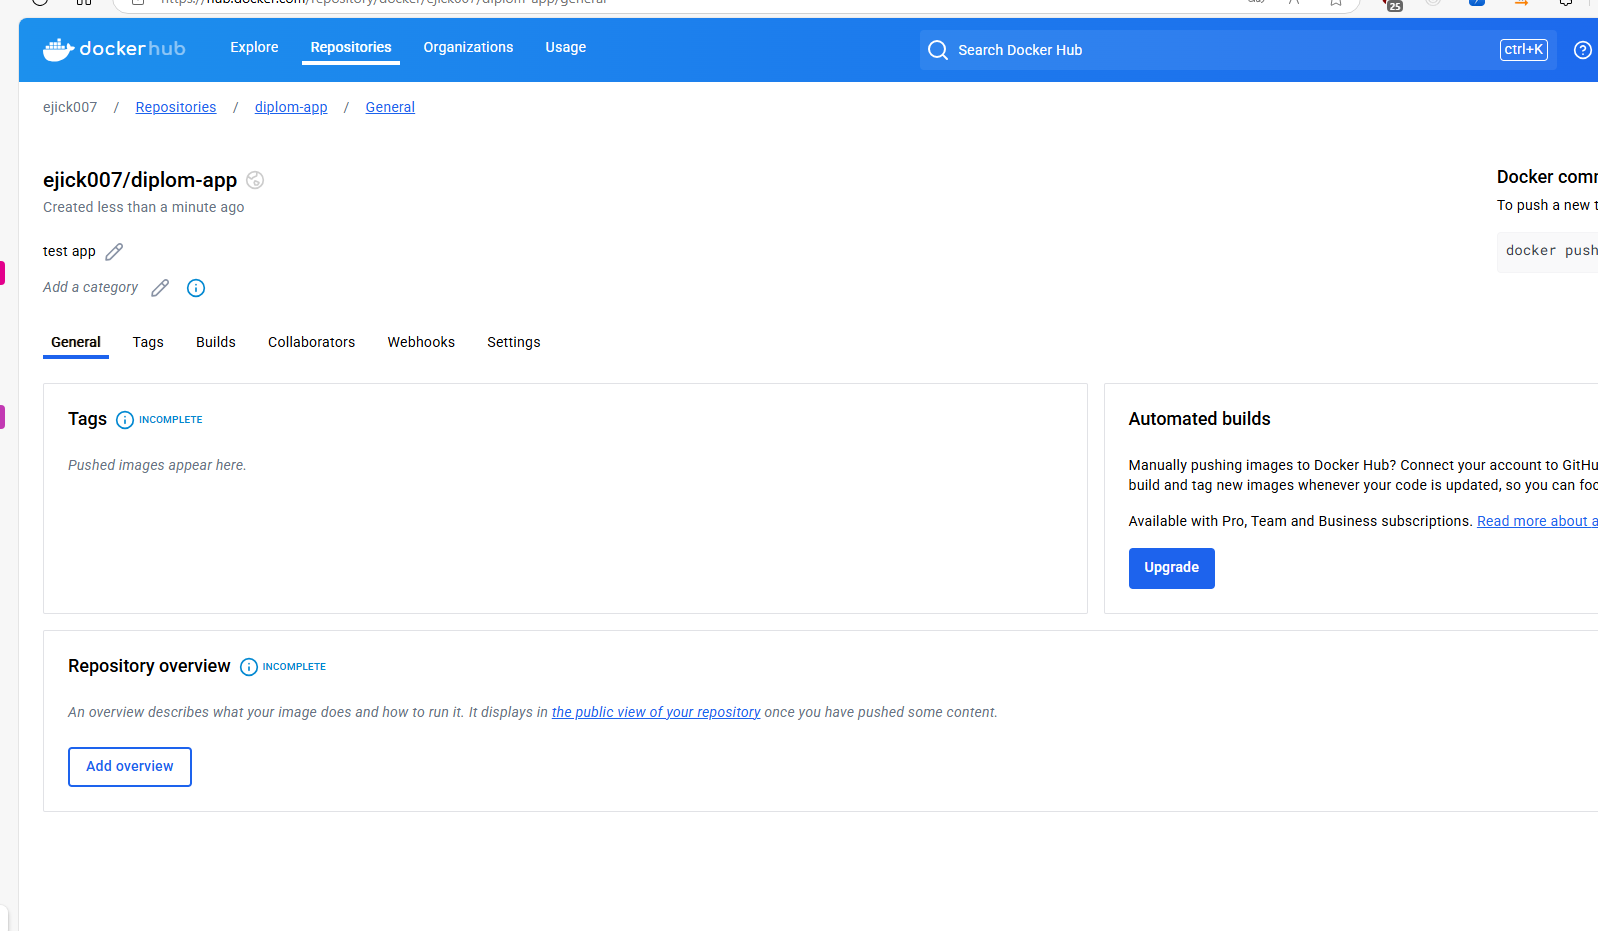 https://hub.docker.com/repository/docker/ejick007/diplom-app/general
25
dockerhub
Explore
Repositories
Organizations
Usage
Search Docker Hub
ctrl+K
ejick007 / Repositories / diplom-app / General
ejick007/diplom-app
Created less than a minute ago
test app
Add a category
Docker comm
To push a new t
docker push
General
Tags
Builds
Collaborators
Webhooks
Settings
Tags
INCOMPLETE
Pushed images appear here.
Automated builds
Manually pushing images to Docker Hub? Connect your account to GitHu
build and tag new images whenever your code is updated, so you can foc
Available with Pro, Team and Business subscriptions. Read more about a
Upgrade
Repository overview
INCOMPLETE
An overview describes what your image does and how to run it. It displays in the public view of your repository once you have pushed some content.
Add overview